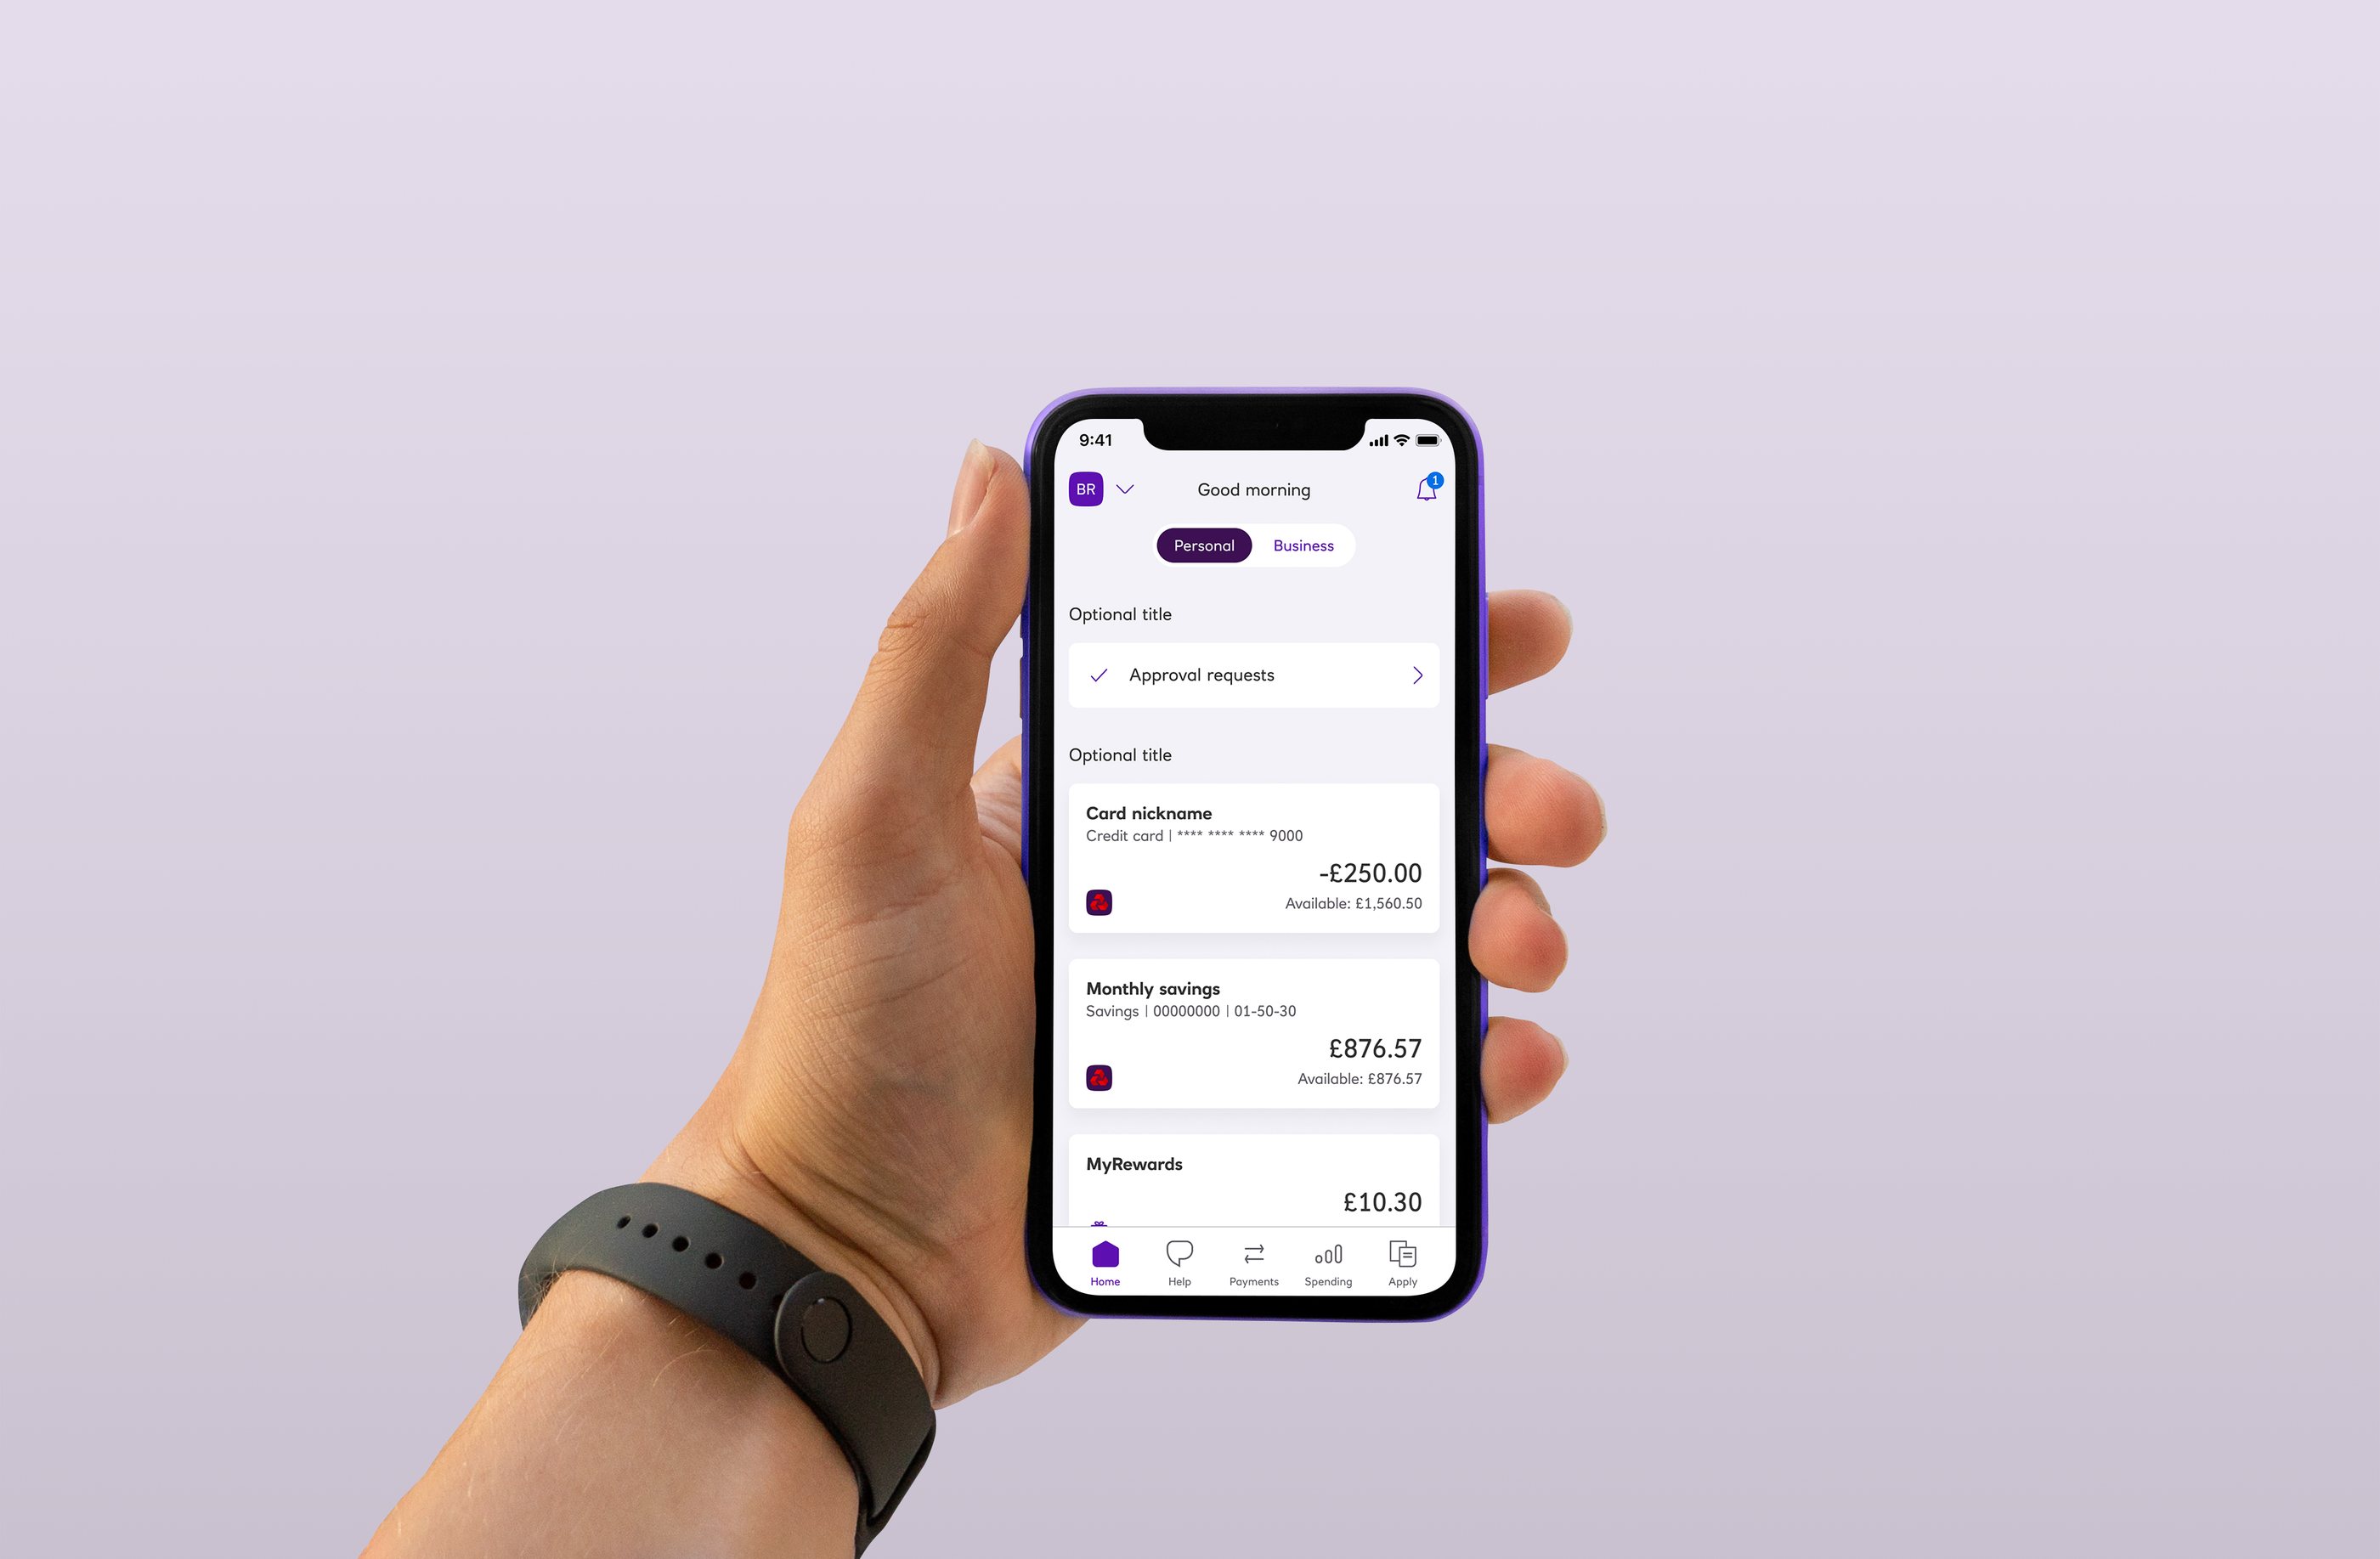 9:41
BR
Good morning
1
Personal
Business
Optional title
Approval requests
Optional title
Card nickname
Credit card | **** **** **** 9000
-£250.00
Available: £1,560.50
Monthly savings
Savings | 00000000 | 01-50-30
£876.57
Available: £876.57
MyRewards
£10.30
Home
Help
Payments
Spending
Apply